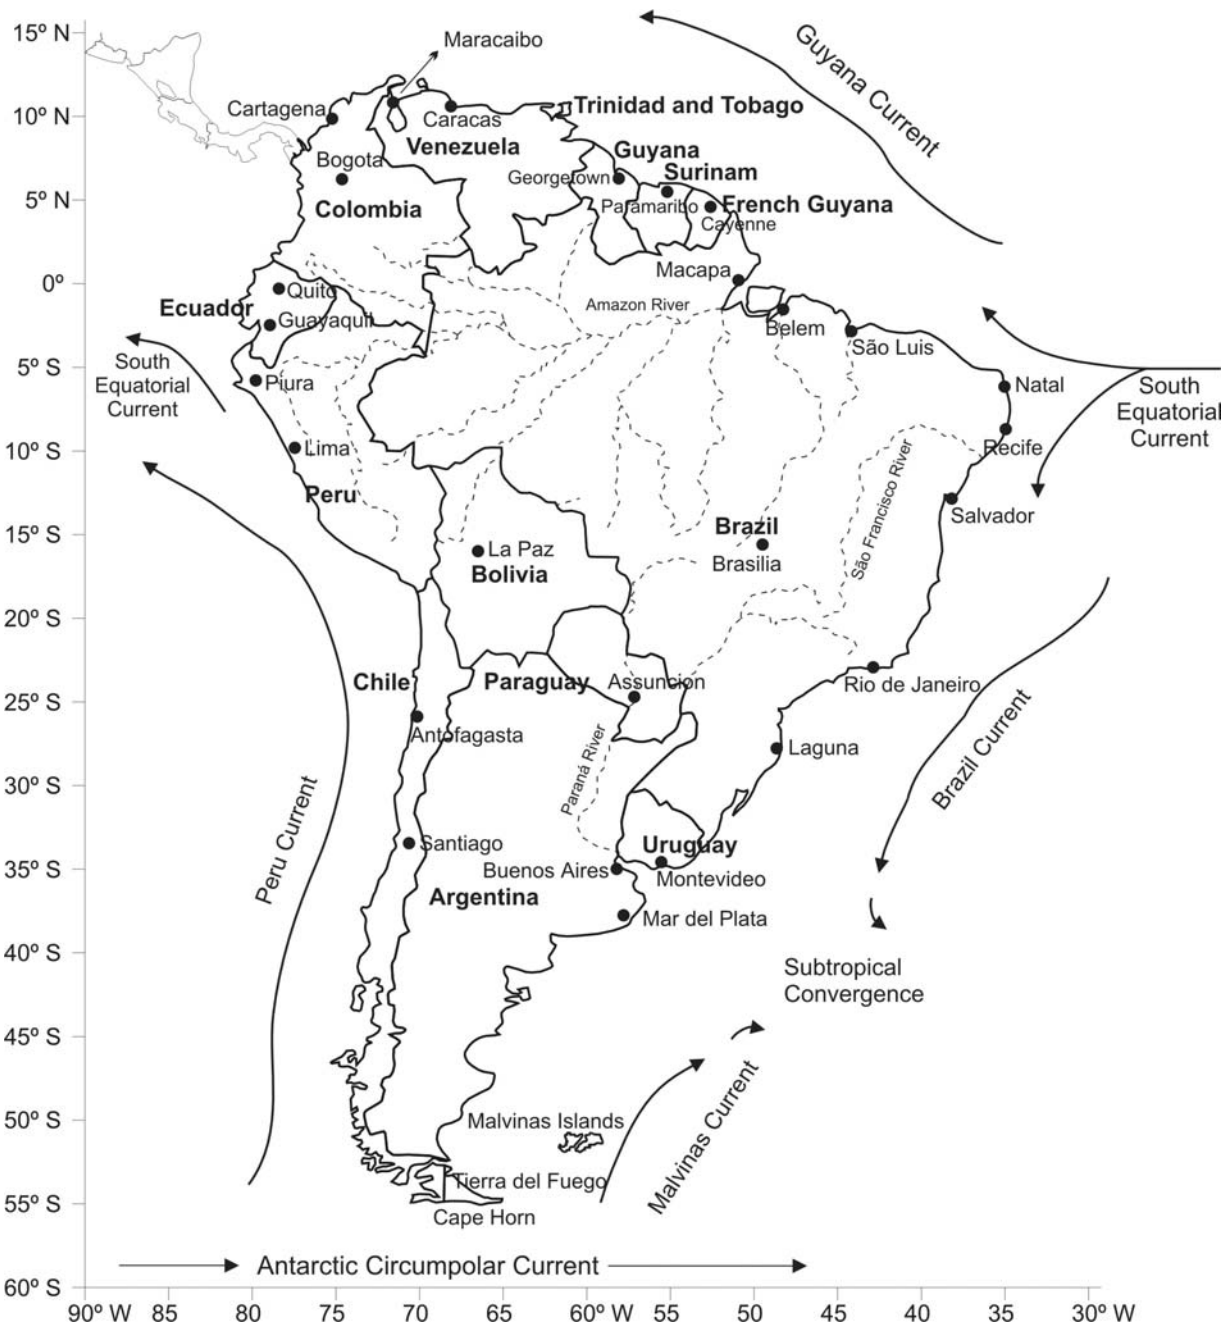 15º N
Maracaibo
Guyana Current
Cartagena
10º N
Caracas
Trinidad and Tobago
Venezuela
Guyana
Bogota
Surinam
Georgetown
5º N
Colombia
Paramaribo
French Guyana
Cayenne
Macapa
0º
Quito
Amazon River
Ecuador
Guayaquil
Belem
São Luis
5º S
South
Equatorial
Current
Piura
Natal
South
Equatorial
Current
10º S
Lima
Recife
Peru
São Francisco River
Salvador
15º S
Brazil
La Paz
Brasilia
Bolivia
20º S
Chile
Paraguay
Assuncion
Rio de Janeiro
25º S
Antofagasta
Paraná River
Laguna
Brazil Current
30º S
Peru Current
Santiago
Uruguay
35º S
Buenos Aires
Montevideo
Argentina
Mar del Plata
40º S
Subtropical
Convergence
45º S
50º S
Malvinas Islands
Malvinas Current
Tierra del Fuego
55º S
Cape Horn
Antarctic Circumpolar Current
60º S
90º W 85 80 75 70 65 60º W 55 50 45 40 35 30º W